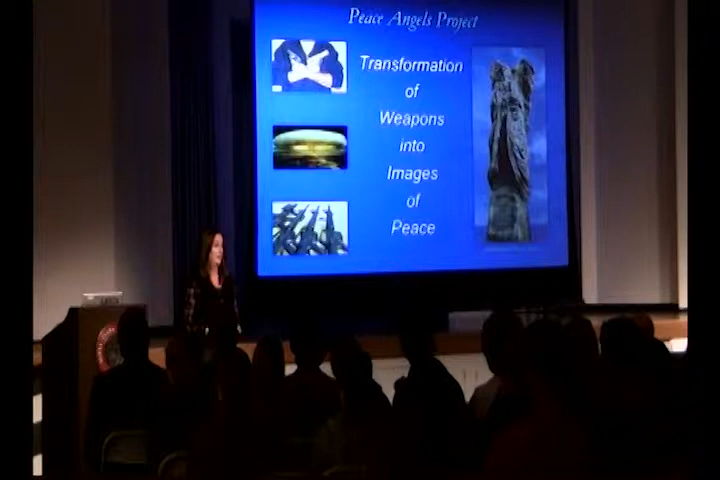 Peace Angels Project
Transformation
of
Weapons
into
Images
of
Peace